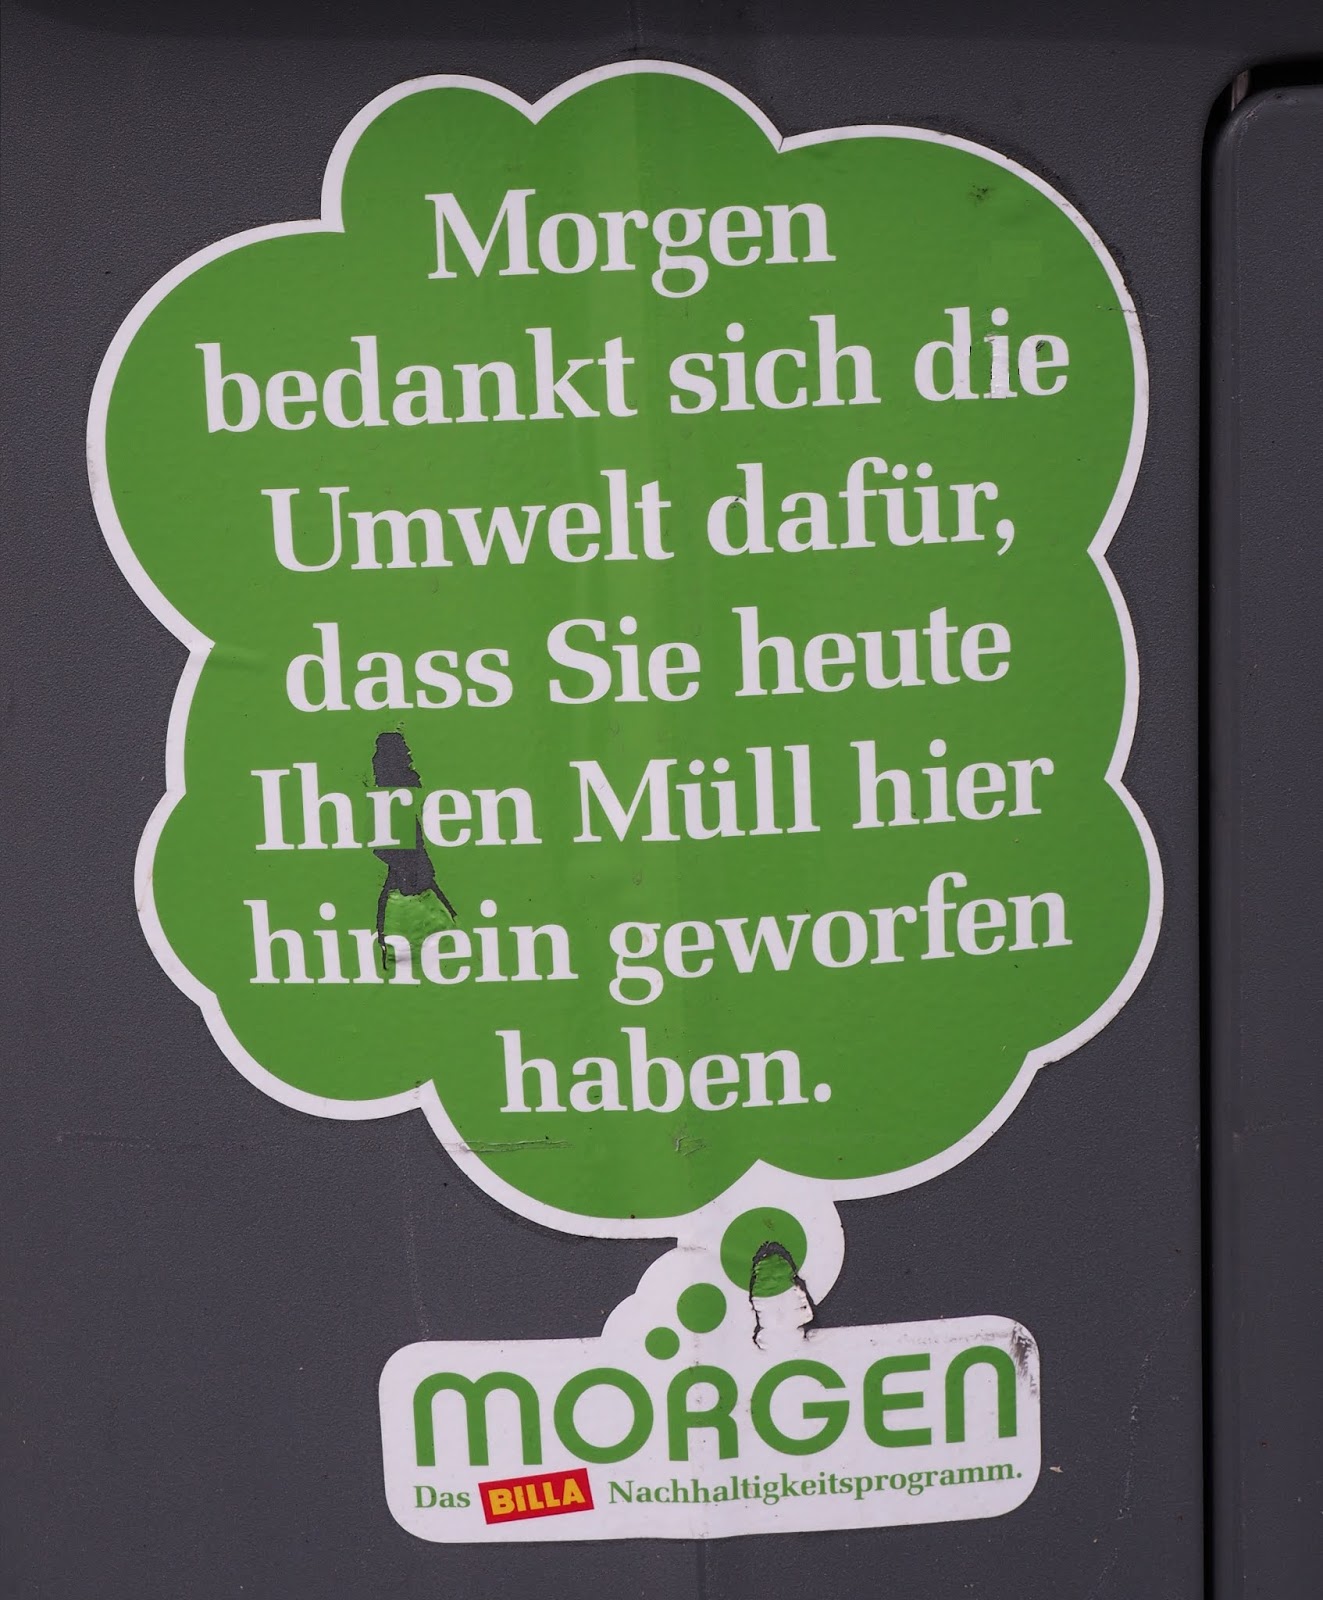 Morgen
bedankt sich die
Umwelt dafür,
dass Sie heute
Ihren Müll hier
hinein geworfen
haben.
MORGEN
Das BILLA Nachhaltigkeitsprogramm.